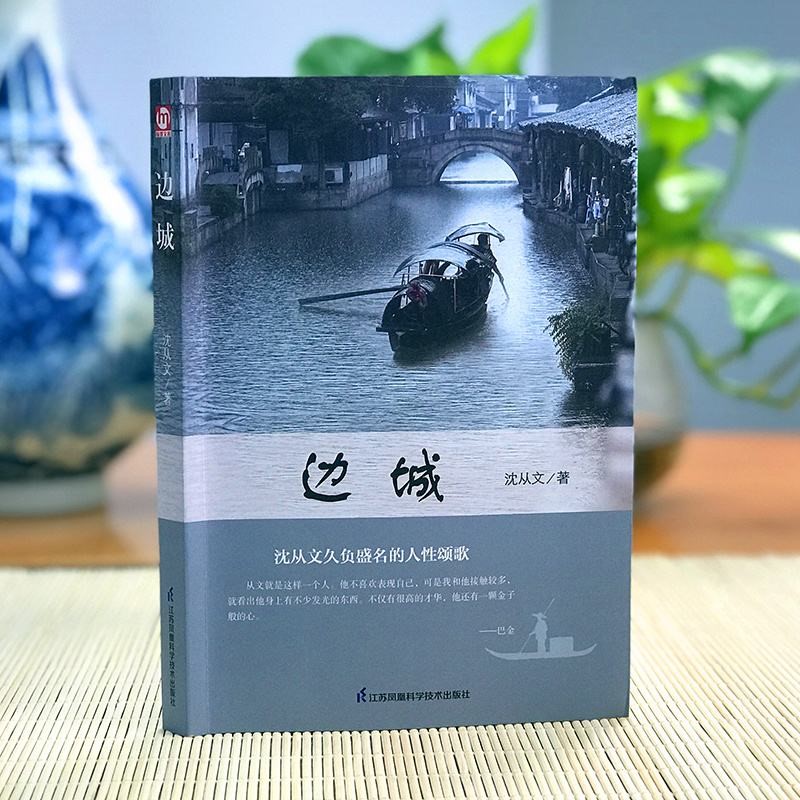 边城
沈从文 著
江苏凤凰科学技术出版社
边城
沈从文/著
沈从文久负盛名的人性颂歌
从文就是这样一个人。他不喜欢表现自己，可是我和他接触较多，
就看出他身上有不少发光的东西。不仅有很高的才华，他还有一颗金子
般的心。
——巴金
江苏凤凰科学技术出版社